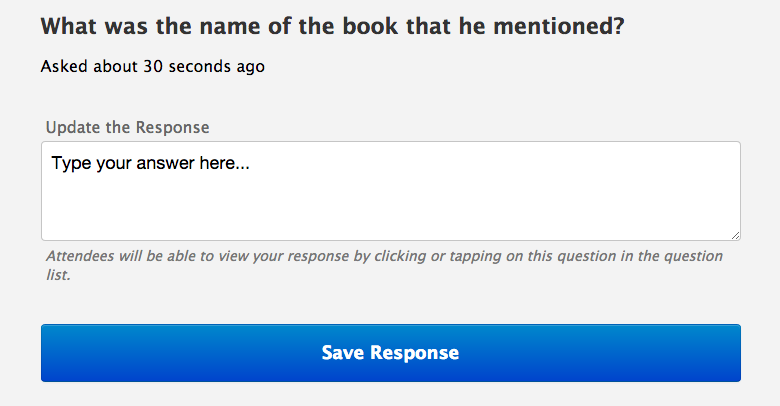 What was the name of the book that he mentioned?
Asked about 30 seconds ago
Update the Response
Type your answer here...
Attendees will be able to view your response by clicking or tapping on this question in the question
list.
Save Response